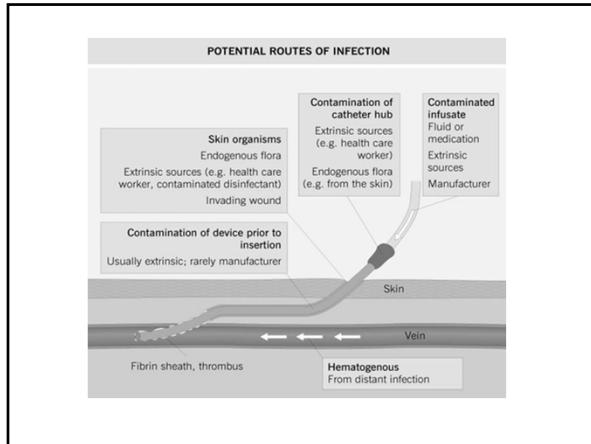 POTENTIAL ROUTES OF INFECTION
Contamination of
catheter hub
Extrinsic sources
(e.g. health care
worker)
Endogenous flora
(e.g. from the skin)
Contaminated
infusate
Fluid or
medication
Extrinsic
sources
Manufacturer
Skin organisms
Endogenous flora
Extrinsic sources (e.g. health care
worker, contaminated disinfectant)
Invading wound
Contamination of device prior to
insertion
Usually extrinsic; rarely manufacturer
Skin
Vein
Fibrin sheath, thrombus
Hematogenous
From distant infection